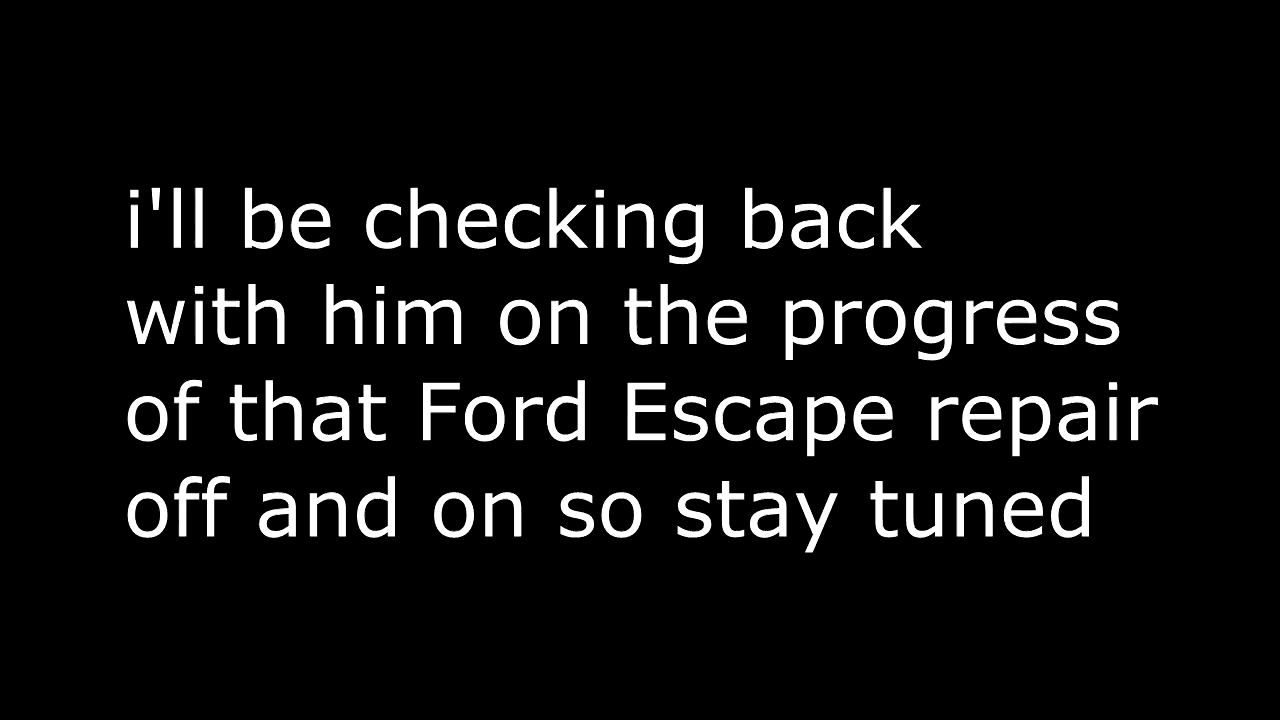 i'll be checking back
with him on the progress
of that Ford Escape repair
off and on so stay tuned